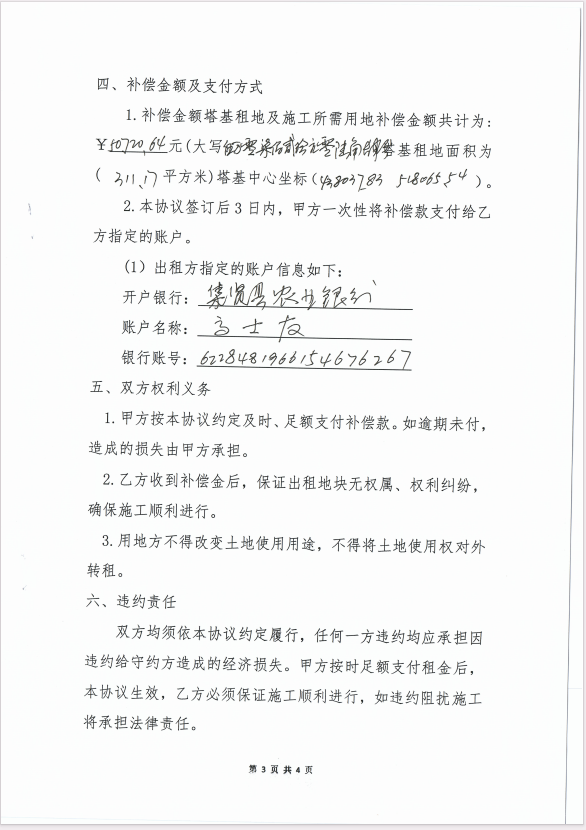 四、补偿金额及支付方式
1.补偿金额塔基租地及施工所需用地补偿金额共计为:
¥50720.64元(大写 塔基租地面积为
( 311.17平方米)塔基中心坐标( 51806554 )。
2.本协议签订后3日内，甲方一次性将补偿款支付给乙
方指定的账户。
(1) 出租方指定的账户信息如下:
开户银行: 集贤县农业银行
账户名称: 高士友
银行账号: 6228481966154676267
五、双方权利义务
1.甲方按本协议约定及时、足额支付补偿款。如逾期未付，
造成的损失由甲方承担。
2.乙方收到补偿金后，保证出租地块无权属、权利纠纷，
确保施工顺利进行。
3.用地方不得改变土地使用用途，不得将土地使用权对外
转租。
六、违约责任
双方均须依本协议约定履行，任何一方违约均应承担因
违约给守约方造成的经济损失。甲方按时足额支付租金后，
本协议生效，乙方必须保证施工顺利进行，如违约阻扰施工
将承担法律责任。
第 3 页 共 4 页